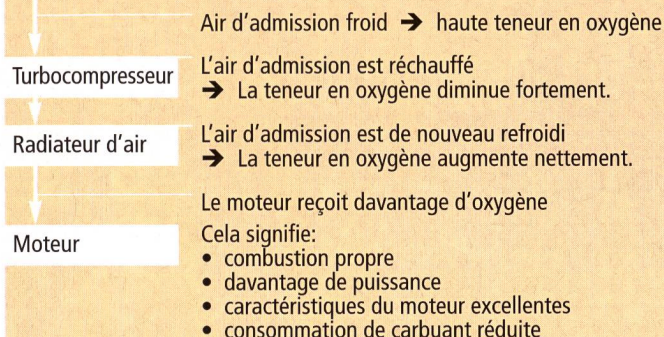 Air d'admission froid ➔ haute teneur en oxygène
Turbocompresseur
L'air d'admission est réchauffé
➔ La teneur en oxygène diminue fortement.
Radiateur d'air
L'air d'admission est de nouveau refroidi
➔ La teneur en oxygène augmente nettement.
Le moteur reçoit davantage d'oxygène
Moteur
Cela signifie:
• combustion propre
• davantage de puissance
• caractéristiques du moteur excellentes
• consommation de carbuant réduite